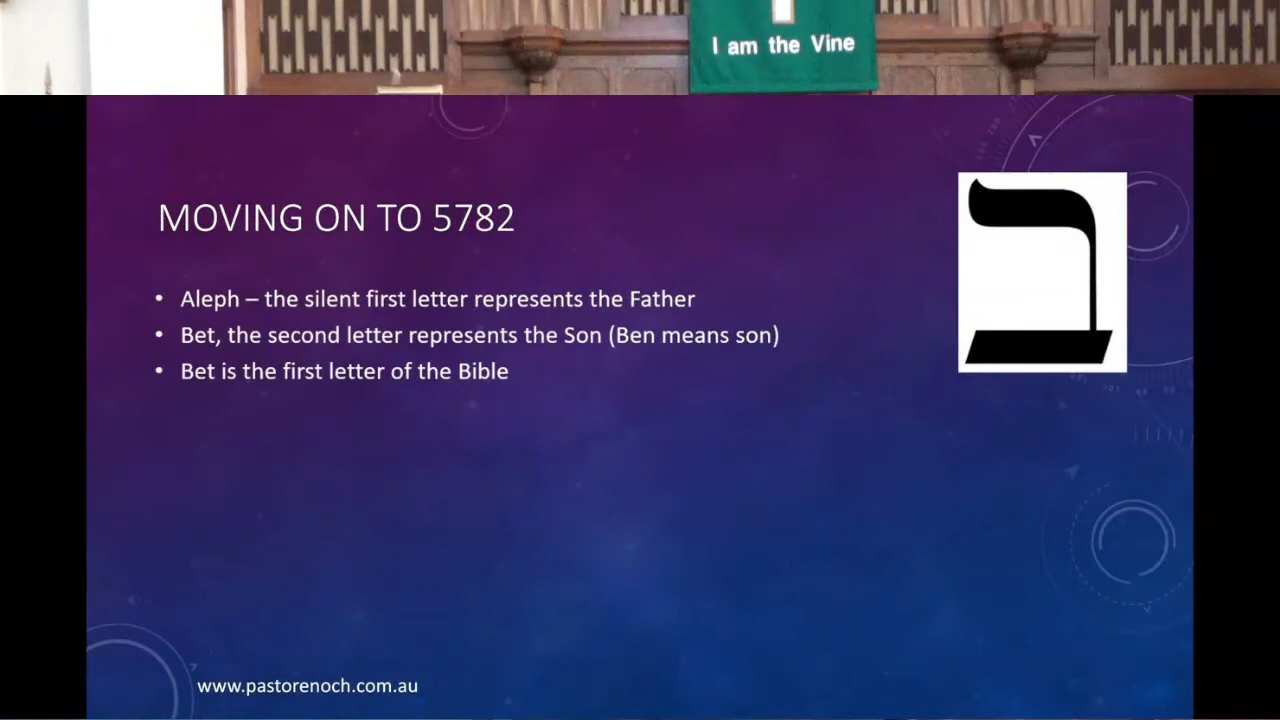 I am the Vine
MOVING ON TO 5782
• Aleph – the silent first letter represents the Father
• Bet, the second letter represents the Son (Ben means son)
• Bet is the first letter of the Bible
ב
www.pastorenoch.com.au